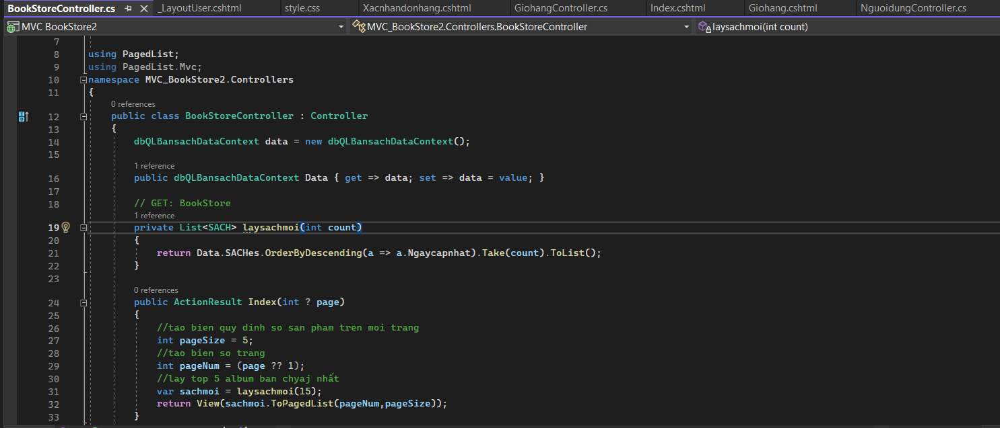 BookStoreController.cs _LayoutUser.cshtml style.css Xacnhandonhang.cshtml GiohangController.cs Index.cshtml Giohang.cshtml NguoidungController.cs
MVC BookStore2 MVC_BookStore2.Controllers.BookStoreController laysachmoi(int count)
7
8 using PagedList;
9 using PagedList.Mvc;
10 namespace MVC_BookStore2.Controllers
11 {
0 references
12 public class BookStoreController : Controller
13 {
14 dbQLBansachDataContext data = new dbQLBansachDataContext();
15
1 reference
16 public dbQLBansachDataContext Data { get => data; set => data = value; }
17
18 // GET: BookStore
1 reference
19 private List<SACH> laysachmoi(int count)
20 {
21 return Data.SACHes.OrderByDescending(a => a.Ngaycapnhat).Take(count).ToList();
22 }
23
0 references
24 public ActionResult Index(int ? page)
25 {
26 //tao bien quy dinh so san pham tren moi trang
27 int pageSize = 5;
28 //tao bien so trang
29 int pageNum = (page ?? 1);
30 //lay top 5 album ban chyaj nhất
31 var sachmoi = laysachmoi(15);
32 return View(sachmoi.ToPagedList(pageNum,pageSize));
33 }